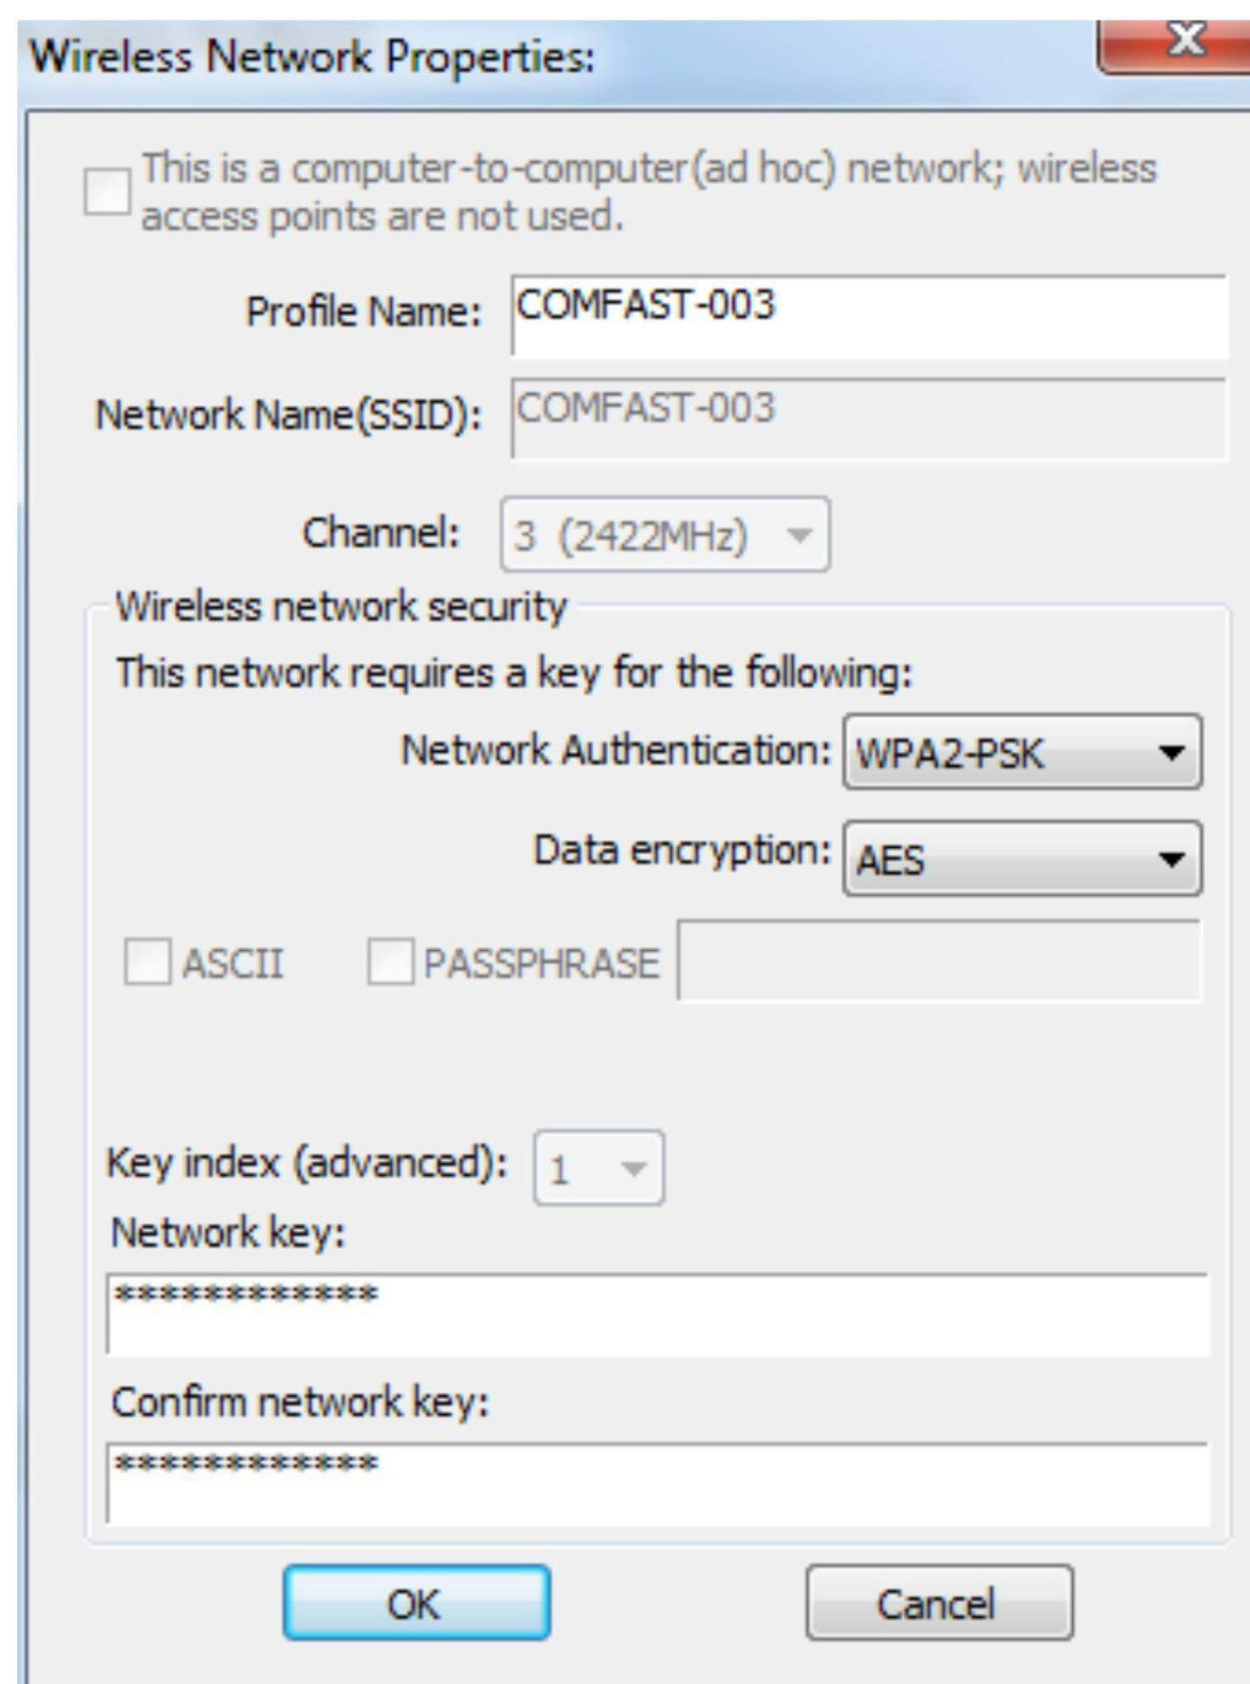 Wireless Network Properties:
This is a computer-to-computer(ad hoc) network; wireless
access points are not used.
Profile Name: COMFAST-003
Network Name(SSID): COMFAST-003
Channel: 3 (2422MHz)
Wireless network security
This network requires a key for the following:
Network Authentication: WPA2-PSK
Data encryption: AES
ASCII PASSPHRASE
Key index (advanced): 1
Network key:
************
Confirm network key:
************
OK Cancel